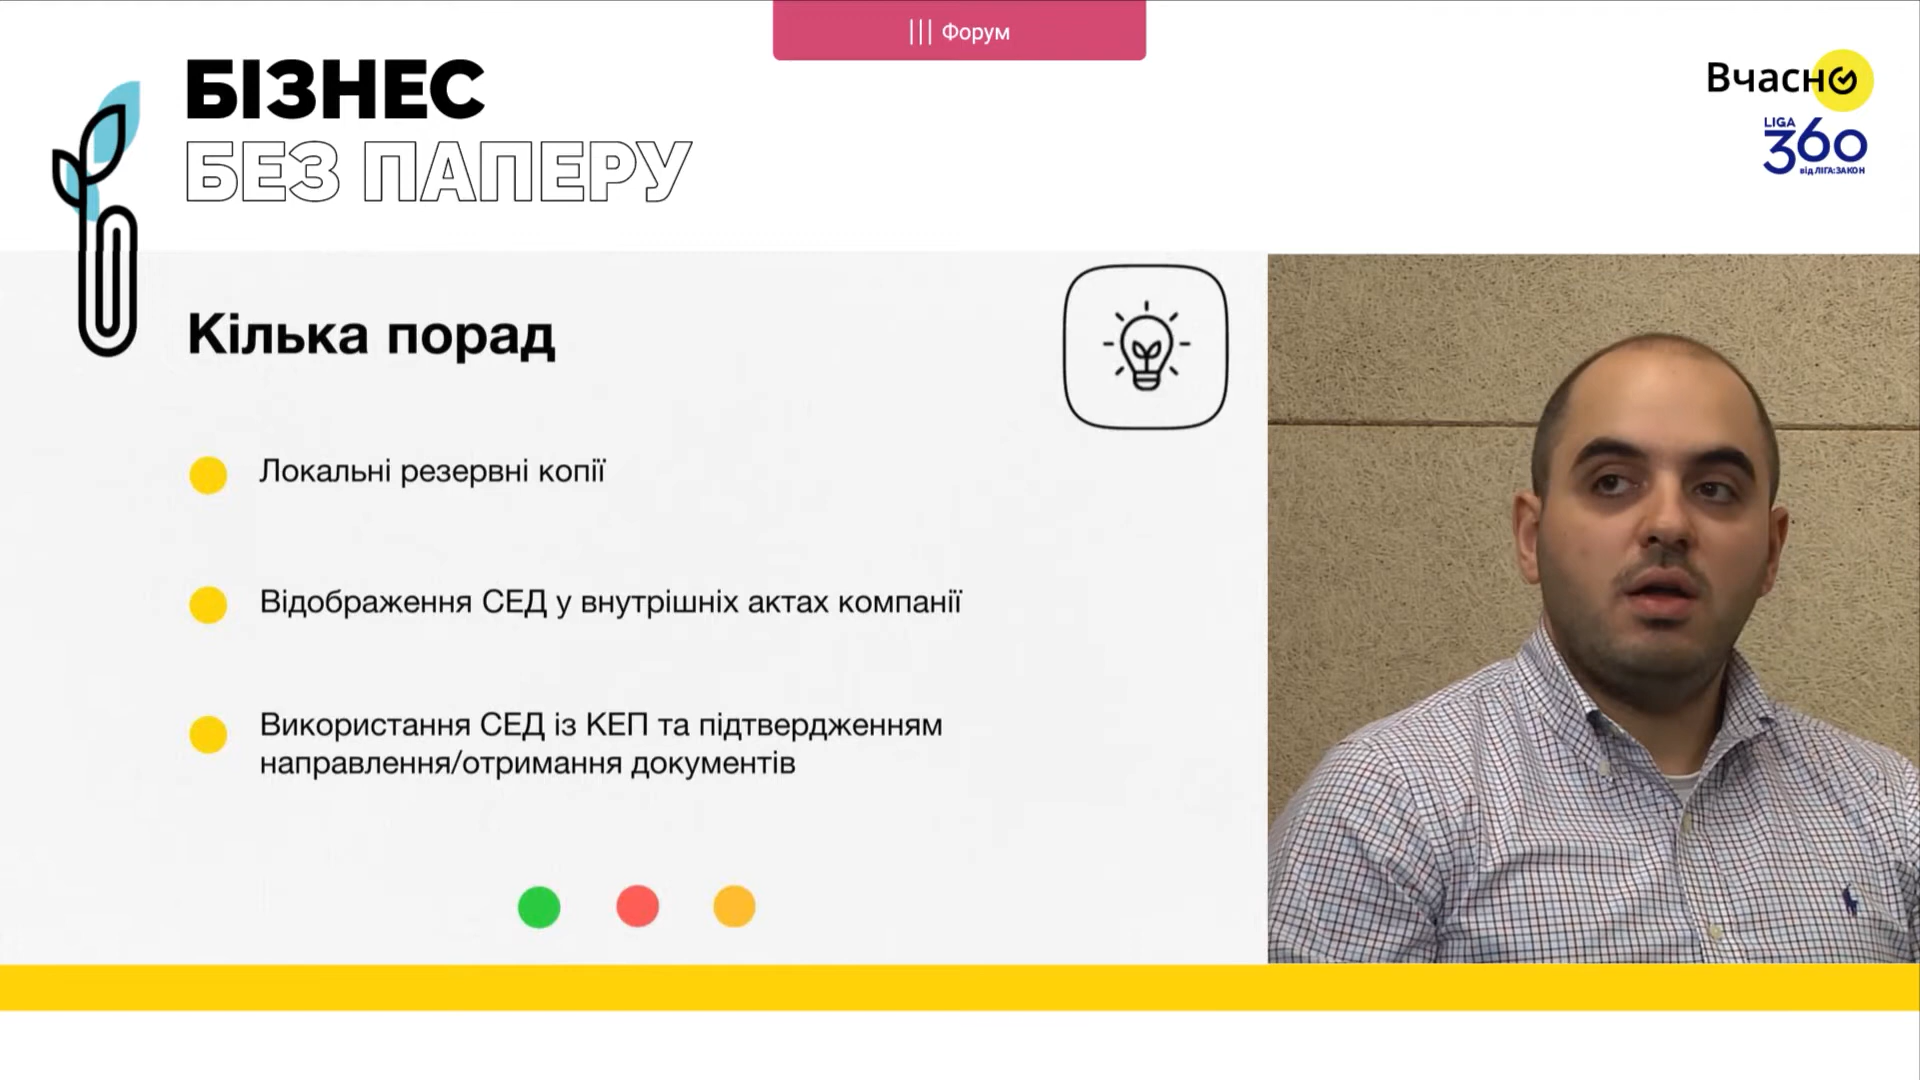 ||| Форум
БІЗНЕС
БЕЗ ПАПЕРУ
Вчасно
LIGA
360
від ЛІГА:ЗАКОН
Кілька порад
Локальні резервні копії
Відображення СЕД у внутрішніх актах компанії
Використання СЕД із КЕП та підтвердженням
направлення/отримання документів